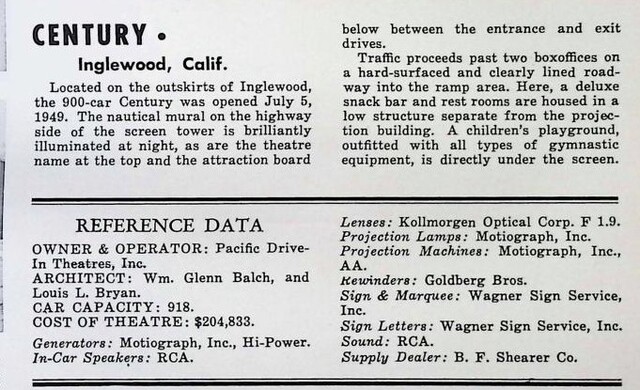 CENTURY •
Inglewood, Calif.
Located on the outskirts of Inglewood,
the 900-car Century was opened July 5,
1949. The nautical mural on the highway
side of the screen tower is brilliantly
illuminated at night, as are the theatre
name at the top and the attraction board
below between the entrance and exit
drives.
Traffic proceeds past two boxoffices on
a hard-surfaced and clearly lined road-
way into the ramp area. Here, a deluxe
snack bar and rest rooms are housed in a
low structure separate from the projec-
tion building. A children's playground,
outfitted with all types of gymnastic
equipment, is directly under the screen.
REFERENCE DATA
OWNER & OPERATOR: Pacific Drive-
In Theatres, Inc.
ARCHITECT: Wm. Glenn Balch, and
Louis L. Bryan.
CAR CAPACITY: 918.
COST OF THEATRE: $204,833.
Generators: Motiograph, Inc., Hi-Power.
In-Car Speakers: RCA.
Lenses: Kollmorgen Optical Corp. F 1.9.
Projection Lamps: Motiograph, Inc.
Projection Machines: Motiograph, Inc.,
AA.
Rewinders: Goldberg Bros.
Sign & Marquee: Wagner Sign Service,
Inc.
Sign Letters: Wagner Sign Service, Inc.
Sound: RCA.
Supply Dealer: B. F. Shearer Co.